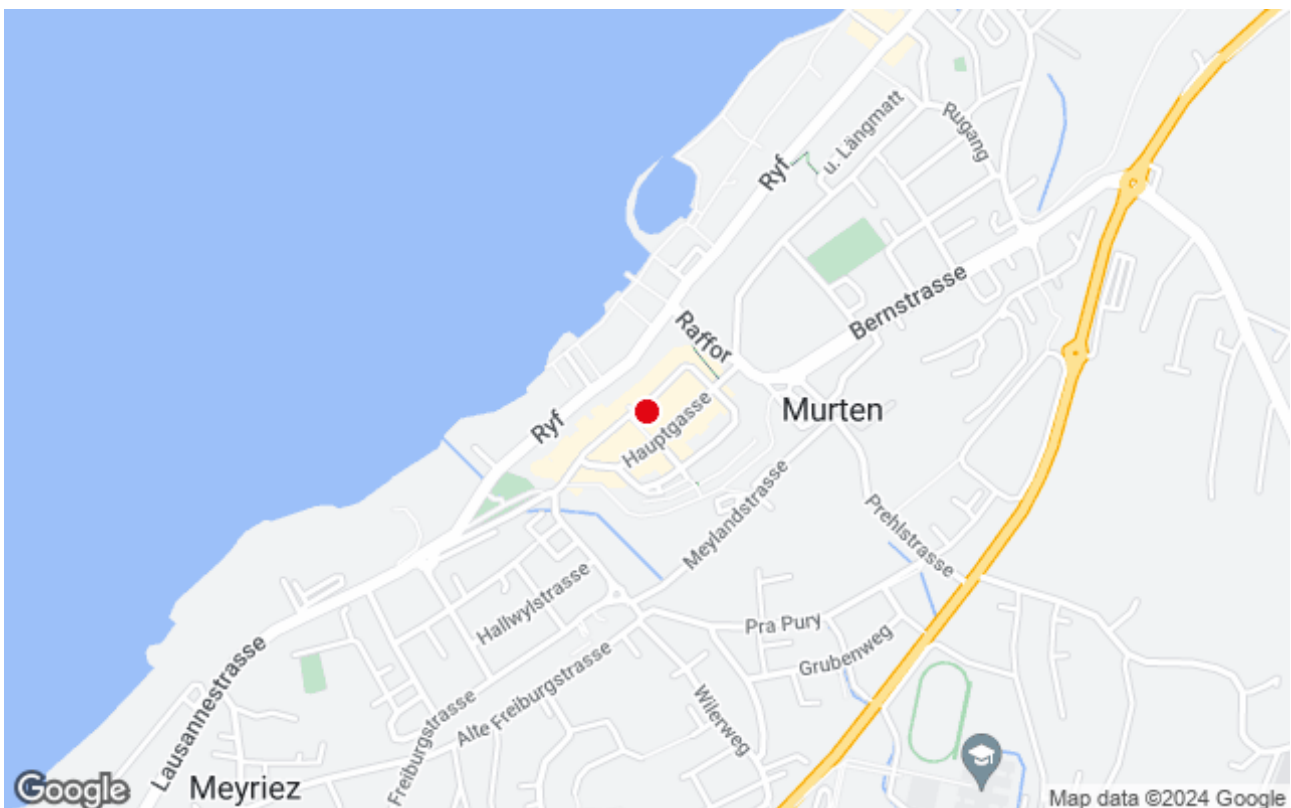 u. Längmatt
Rugang
Ryf
Bernstrasse
Raffor
Murten
Ryf
Hauptgasse
Meylandstrasse
Prehlstrasse
Hallwylstrasse
Pra Pury
Grubenweg
Lausannestrasse
Alte Freiburgstrasse
Freiburgstrasse
Wilerweg
Meyriez
Google
Map data ©2024 Google